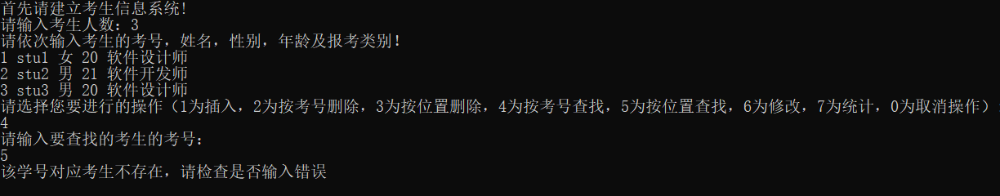 首先请建立考生信息系统!
请输入考生人数: 3
请依次输入考生的考号，姓名，性别，年龄及报考类别!
1 stu1 女 20 软件设计师
2 stu2 男 21 软件开发师
3 stu3 男 20 软件设计师
请选择您要进行的操作（1为插入，2为按考号删除，3为按位置删除，4为按考号查找，5为按位置查找，6为修改，7为统计，0为取消操作）
4
请输入要查找的考生的考号:
5
该学号对应考生不存在，请检查是否输入错误